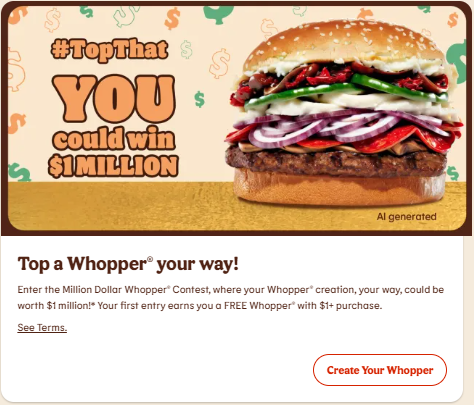 #TopThat
YOU
could win
$1 MILLION
AI generated
Top a Whopper® your way!
Enter the Million Dollar Whopper® Contest, where your Whopper® creation, your way, could be
worth $1 million!* Your first entry earns you a FREE Whopper® with $1+ purchase.
See Terms.
Create Your Whopper